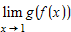 lim g(f(x))
x→1